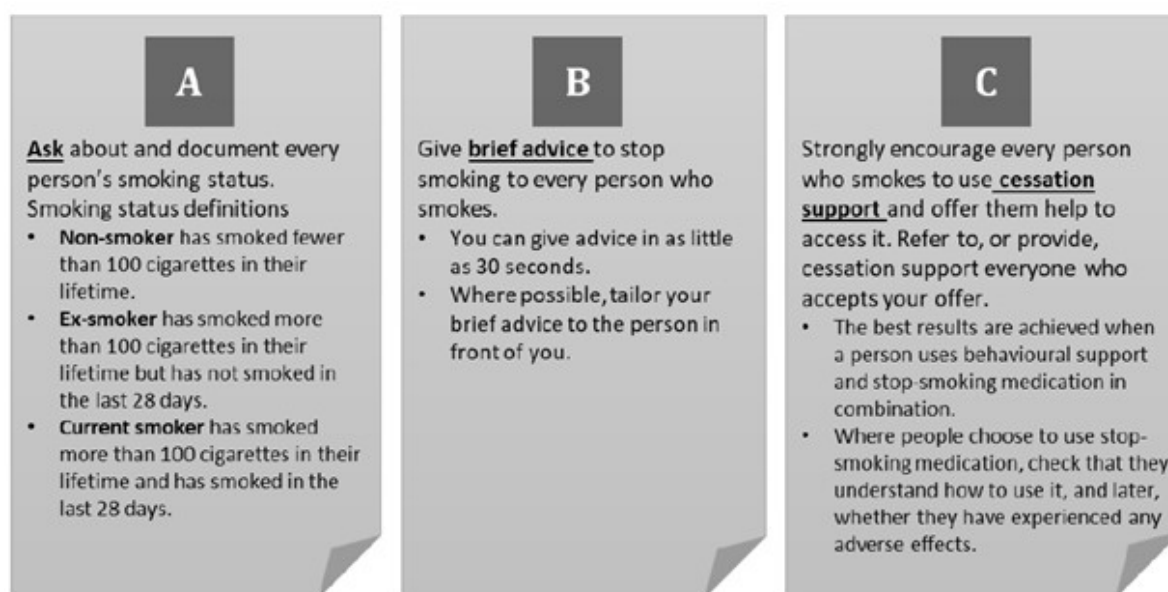 A
Ask about and document every
person's smoking status.
Smoking status definitions
• Non-smoker has smoked fewer
than 100 cigarettes in their
lifetime.
• Ex-smoker has smoked more
than 100 cigarettes in their
lifetime but has not smoked in
the last 28 days.
• Current smoker has smoked
more than 100 cigarettes in their
lifetime and has smoked in the
last 28 days.
B
Give brief advice to stop
smoking to every person who
smokes.
• You can give advice in as little
as 30 seconds.
• Where possible, tailor your
brief advice to the person in
front of you.
C
Strongly encourage every person
who smokes to use cessation
support and offer them help to
access it. Refer to, or provide,
cessation support everyone who
accepts your offer.
• The best results are achieved when
a person uses behavioural support
and stop-smoking medication in
combination.
• Where people choose to use stop-
smoking medication, check that they
understand how to use it, and later,
whether they have experienced any
adverse effects.